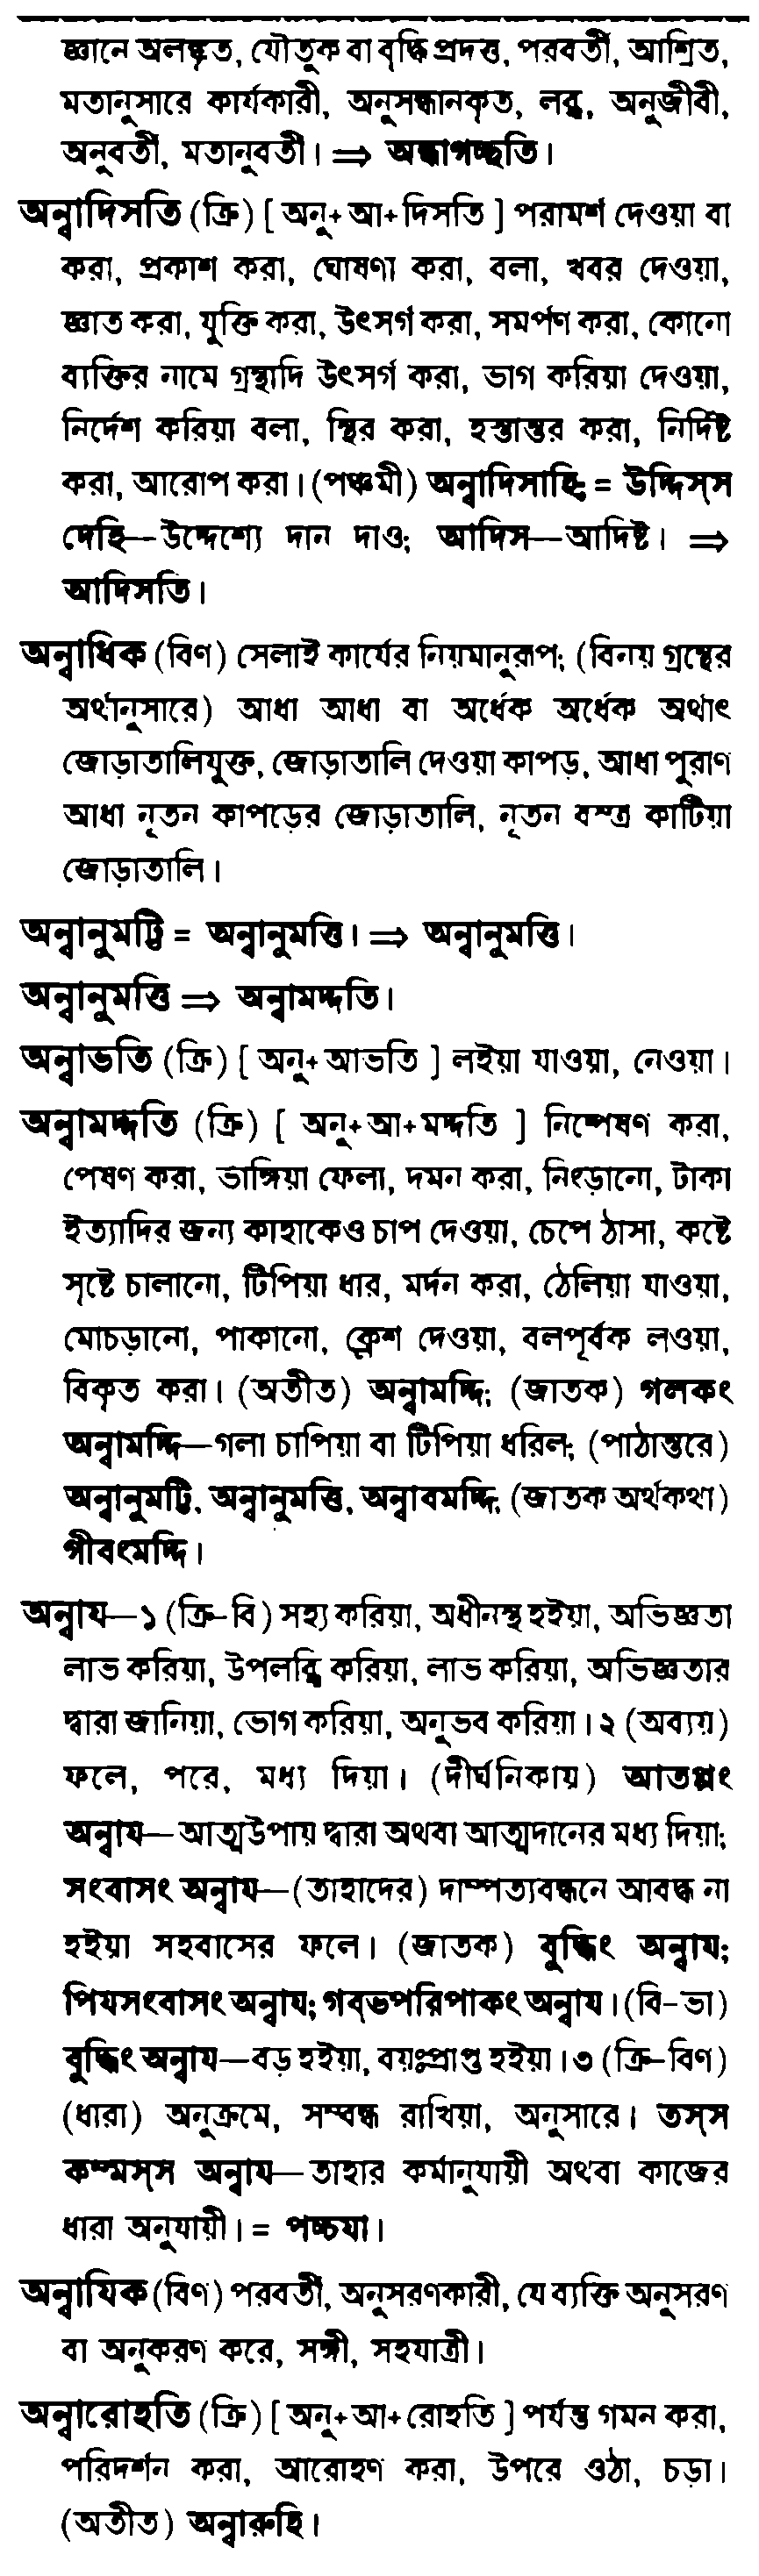 জ্ঞানে অলঙ্কৃত, যৌতুক বা বৃদ্ধি প্রদত্ত, পরবর্তী, আশ্রিত,
মতানুসারে কার্যকারী, অনুসন্ধানকৃত, লব্ধ, অনুজীবী,
অনুবর্তী, মতানুবর্তী। ⇒ অন্বাগচ্ছতি।
অন্বাদিসতি (ক্রি) [ অনু+আ+দিসতি ] পরামর্শ দেওয়া বা
করা, প্রকাশ করা, ঘোষণা করা, বলা, খবর দেওয়া,
জ্ঞাত করা, যুক্তি করা, উৎসর্গ করা, সমর্পণ করা, কোনো
ব্যক্তির নামে গ্রন্থাদি উৎসর্গ করা, ভাগ করিয়া দেওয়া,
নির্দেশ করিয়া বলা, স্থির করা, হস্তান্তর করা, নির্দিষ্ট
করা, আরোপ করা। (পঞ্চমী) অন্বাদিসাহি; = উদ্দিস্স
দেহি—উদ্দেশ্যে দান দাও; আদিস—আদিষ্ট। ⇒
আদিসতি।
অন্বাধিক (বিণ) সেলাই কার্যের নিয়মানুরূপ; (বিনয় গ্রন্থের
অর্থানুসারে) আধা আধা বা অর্ধেক অর্ধেক অর্থাৎ
জোড়াতালিযুক্ত, জোড়াতালি দেওয়া কাপড়, আধা পুরাণ
আধা নূতন কাপড়ের জোড়াতালি, নূতন বস্ত্র কাটিয়া
জোড়াতালি।
অন্বানুমট্টি = অন্বানুমত্তি। ⇒ অন্বানুমত্তি।
অন্বানুমত্তি ⇒ অন্বামদ্দতি।
অন্বাভতি (ক্রি) [ অনু+আভতি ] লইয়া যাওয়া, নেওয়া।
অন্বামদ্দতি (ক্রি) [ অনু+আ+মদ্দতি ] নিষ্পেষণ করা,
পেষণ করা, ভাঙ্গিয়া ফেলা, দমন করা, নিংড়ানো, টাকা
ইত্যাদির জন্য কাহাকেও চাপ দেওয়া, চেপে ঠাসা, কষ্টে
সৃষ্টে চালানো, টিপিয়া ধার, মর্দন করা, ঠেলিয়া যাওয়া,
মোচড়ানো, পাকানো, ক্লেশ দেওয়া, বলপূর্বক লওয়া,
বিকৃত করা। (অতীত) অন্বামদ্দি; (জাতক) গলকং
অন্বামদ্দি—গলা চাপিয়া বা টিপিয়া ধরিল; (পাঠান্তরে)
অন্বানুমট্টি, অন্বানুমত্তি, অন্বাবমদ্দি, (জাতক অর্থকথা)
গীবংমদ্দি।
অন্বায—১ (ক্রি-বি) সহ্য করিয়া, অধীনস্থ হইয়া, অভিজ্ঞতা
লাভ করিয়া, উপলব্ধি করিয়া, লাভ করিয়া, অভিজ্ঞতার
দ্বারা জানিয়া, ভোগ করিয়া, অনুভব করিয়া। ২ (অব্যয়)
ফলে, পরে, মধ্য দিয়া। (দীর্ঘনিকায়) আতপ্পং
অন্বায—আত্মউপায় দ্বারা অথবা আত্মদানের মধ্য দিয়া;
সংবাসং অন্বায—(তাহাদের) দাম্পত্যবন্ধনে আবদ্ধ না
হইয়া সহবাসের ফলে। (জাতক) বুদ্ধিং অন্বায;
পিযসংবাসং অন্বায; গব্ভপরিপাকং অন্বায। (বি-ভা)
বুদ্ধিং অন্বায—বড় হইয়া, বয়ঃপ্রাপ্ত হইয়া। ৩ (ক্রি-বিণ)
(ধারা) অনুক্রমে, সম্বন্ধ রাখিয়া, অনুসারে। তস্স
কম্মস্স অন্বায—তাহার কর্মানুযায়ী অথবা কাজের
ধারা অনুযায়ী। = পচ্চযা।
অন্বাযিক (বিণ) পরবর্তী, অনুসরণকারী, যে ব্যক্তি অনুসরণ
বা অনুকরণ করে, সঙ্গী, সহযাত্রী।
অন্বারোহতি (ক্রি) [ অনু+আ+রোহতি ] পর্যন্ত গমন করা,
পরিদর্শন করা, আরোহণ করা, উপরে ওঠা, চড়া।
(অতীত) অন্বারুহি।